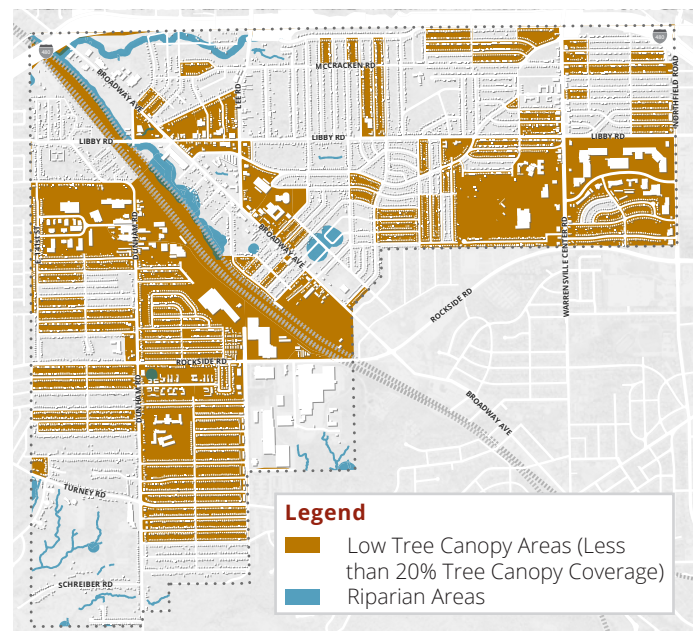 480
480
MCCRACKEN RD
BROADWAY AVE
LEE RD
NORTHFIELD ROAD
LIBBY RD
LIBBY RD
LIBBY RD
DUNHAM RD
BROADWAY AVE
WARRENSVILLE CENTER RD
ROCKSIDE RD
ROCKSIDE RD
DUNHAM RD
BROADWAY AVE
TURNEY RD
SCHREIBER RD
Legend
Low Tree Canopy Areas (Less
than 20% Tree Canopy Coverage)
Riparian Areas